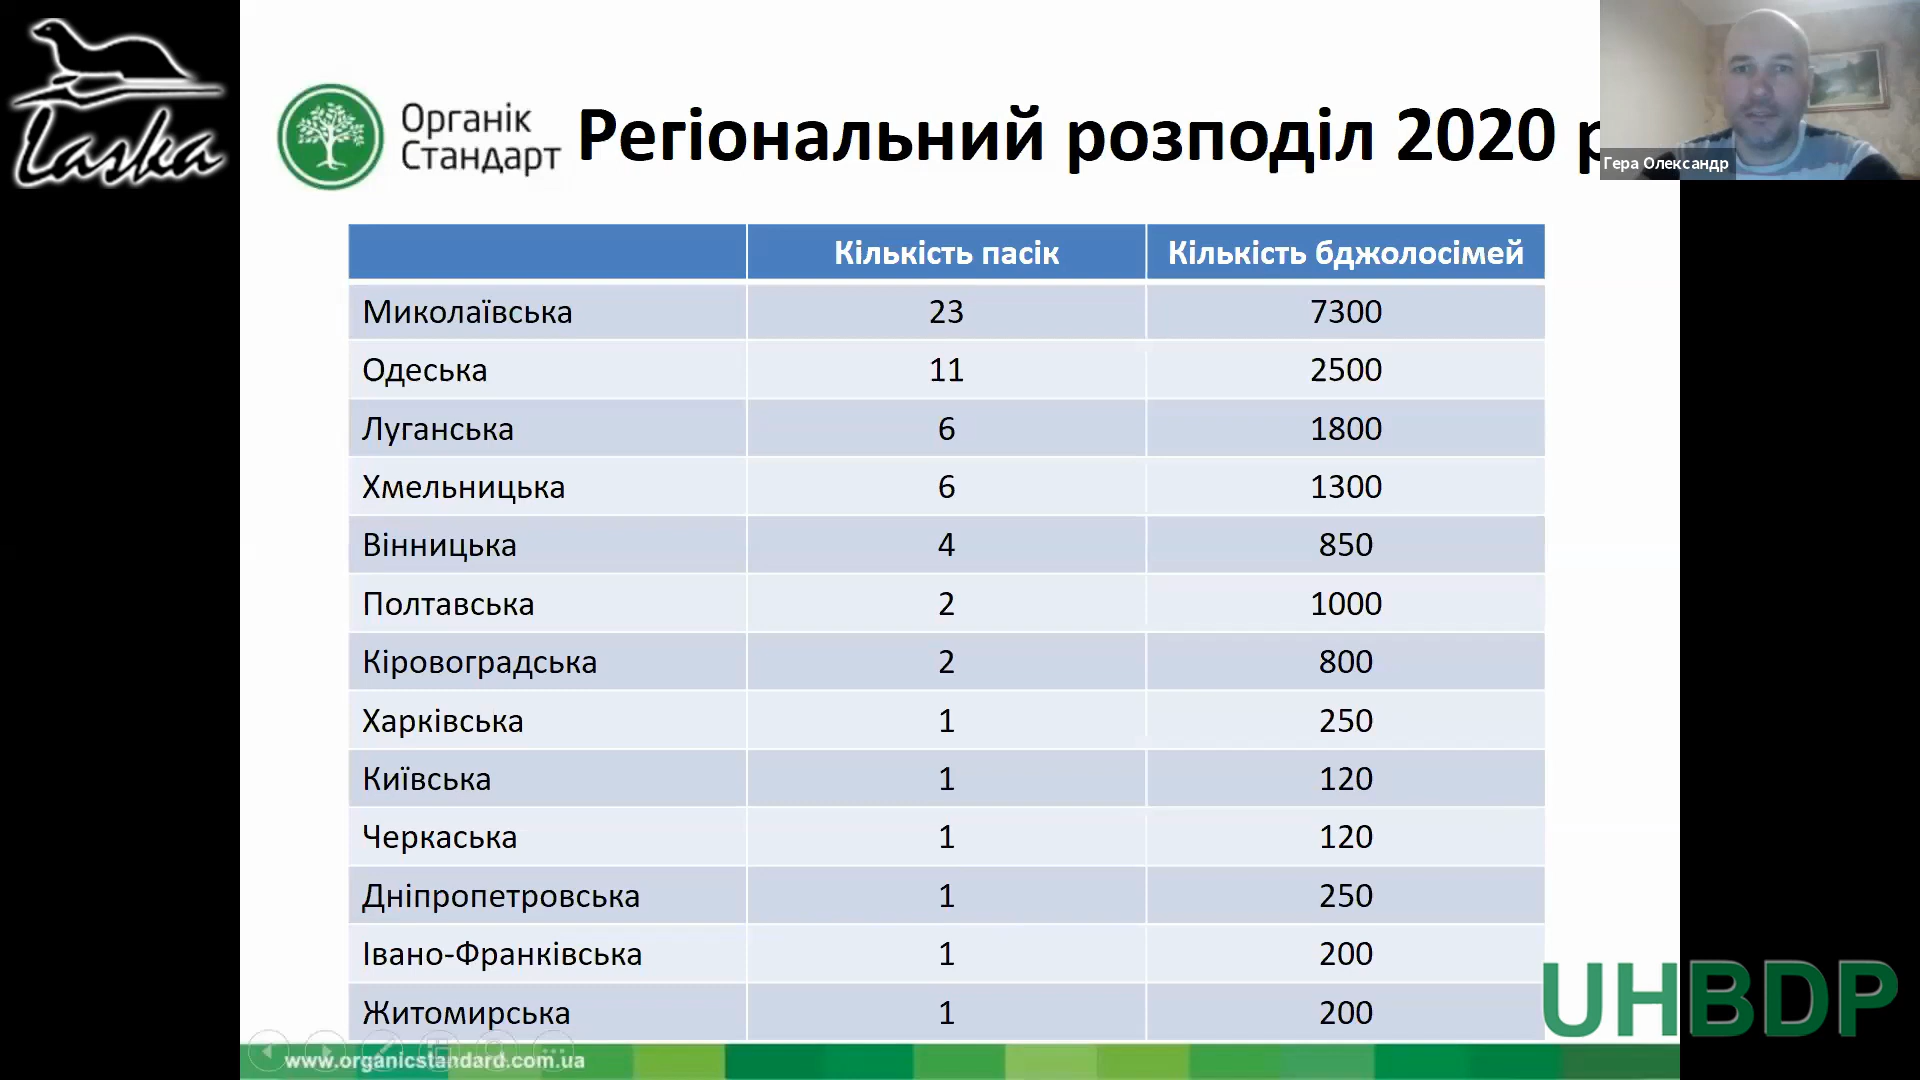 Laska
Органік
Стандарт
Регіональний розподіл 2020 р
Гера Олександр
Кількість пасік Кількість бджолосімей
Миколаївська 23 7300
Одеська 11 2500
Луганська 6 1800
Хмельницька 6 1300
Вінницька 4 850
Полтавська 2 1000
Кіровоградська 2 800
Харківська 1 250
Київська 1 120
Черкаська 1 120
Дніпропетровська 1 250
Івано-Франківська 1 200
Житомирська 1 200
UHBDP
www.organicstandard.com.ua